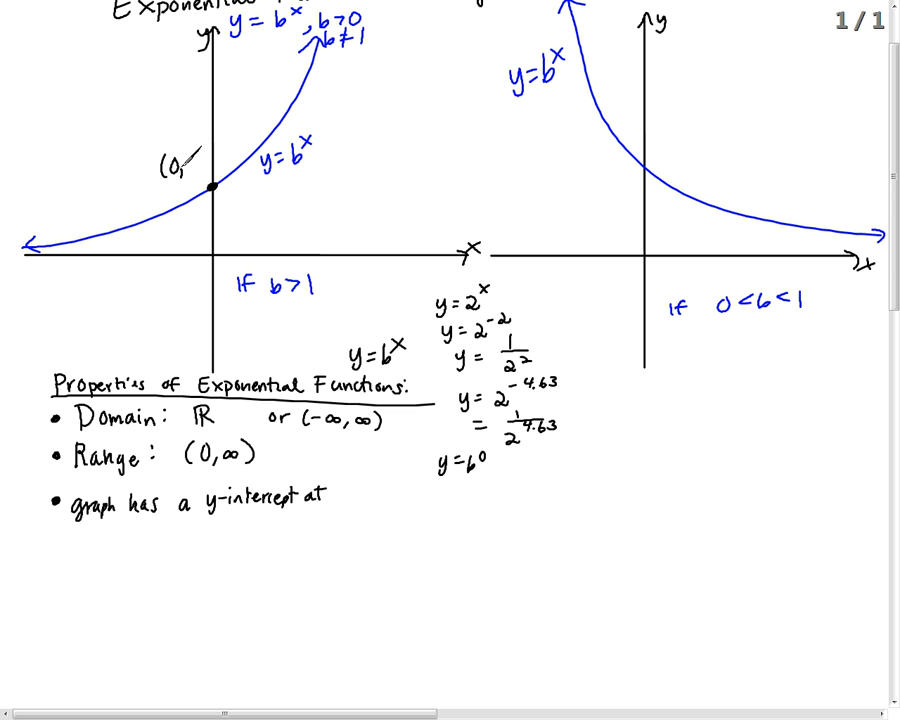 Exponential
y = b^x, b > 0
b ≠ 1
y
y
1 / 1
y = b^x
(0,
y = b^x
x
x
If b > 1
If 0 < b < 1
y = 2^x
y = 2^-2
y = 1/2^2
y = b^x
Properties of Exponential Functions:
y = 2^-4.63
• Domain: ℝ or (-∞, ∞)
= 1/2^4.63
• Range: (0, ∞)
y = b^0
• graph has a y-intercept at